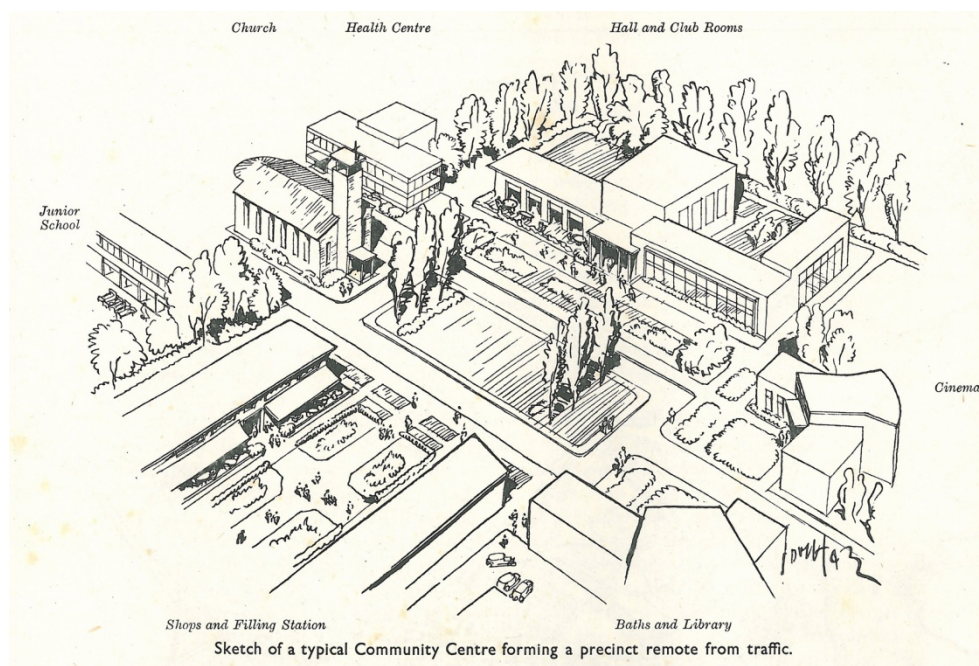 Church
Health Centre
Hall and Club Rooms
Junior
School
Cinema
Shops and Filling Station
Baths and Library
Sketch of a typical Community Centre forming a precinct remote from traffic.